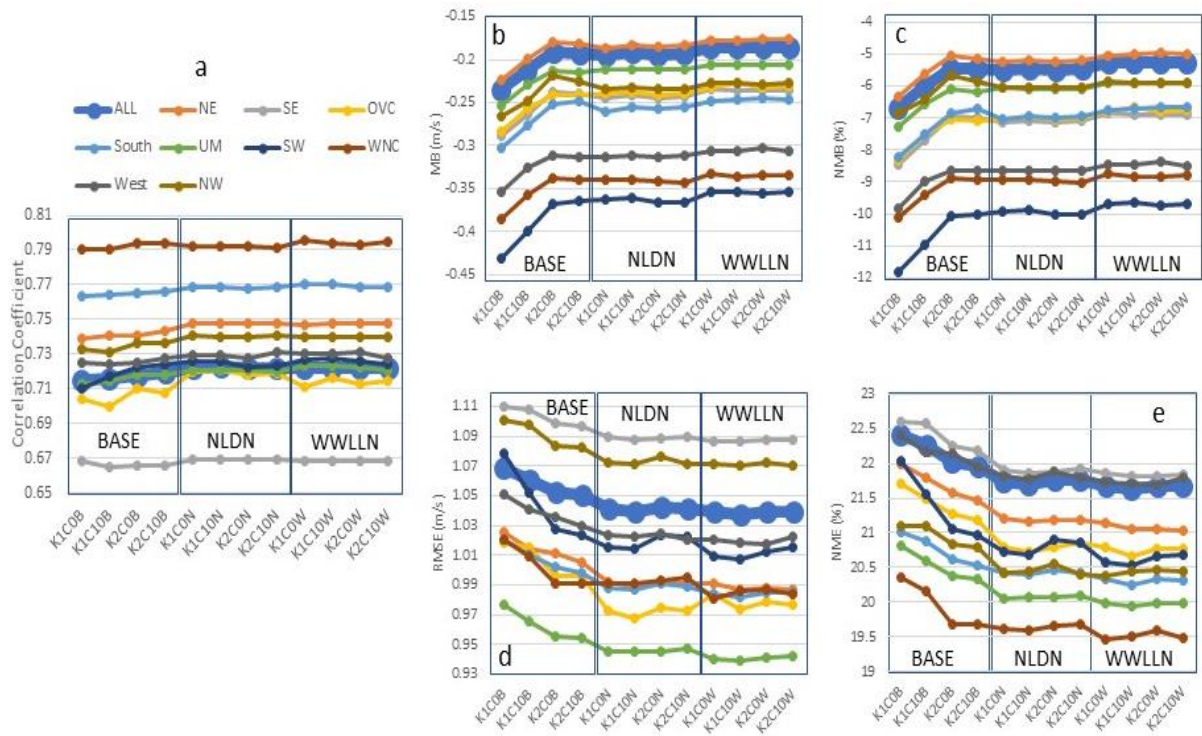 a
ALL NE SE OVC
South UM SW WNC
West NW
Correlation Coefficient
0.81
0.79
0.77
0.75
0.73
0.71
0.69
0.67
0.65
BASE NLDN WWLLN
K1C0B K1C10B K2C0B K2C10B K1C0N K1C10N K2C0N K2C10N K1C0W K1C10W K2C0W K2C10W
b
MB (m/s)
-0.15
-0.2
-0.25
-0.3
-0.35
-0.4
-0.45
BASE NLDN WWLLN
K1C0B K1C10B K2C0B K2C10B K1C0N K1C10N K2C0N K2C10N K1C0W K1C10W K2C0W K2C10W
c
NMB (%)
-4
-5
-6
-7
-8
-9
-10
-11
-12
BASE NLDN WWLLN
K1C0B K1C10B K2C0B K2C10B K1C0N K1C10N K2C0N K2C10N K1C0W K1C10W K2C0W K2C10W
d
RMSE (m/s)
1.11
1.09
1.07
1.05
1.03
1.01
0.99
0.97
0.95
0.93
BASE NLDN WWLLN
K1C0B K1C10B K2C0B K2C10B K1C0N K1C10N K2C0N K2C10N K1C0W K1C10W K2C0W K2C10W
e
NME (%)
23
22.5
22
21.5
21
20.5
20
19.5
19
BASE NLDN WWLLN
K1C0B K1C10B K2C0B K2C10B K1C0N K1C10N K2C0N K2C10N K1C0W K1C10W K2C0W K2C10W